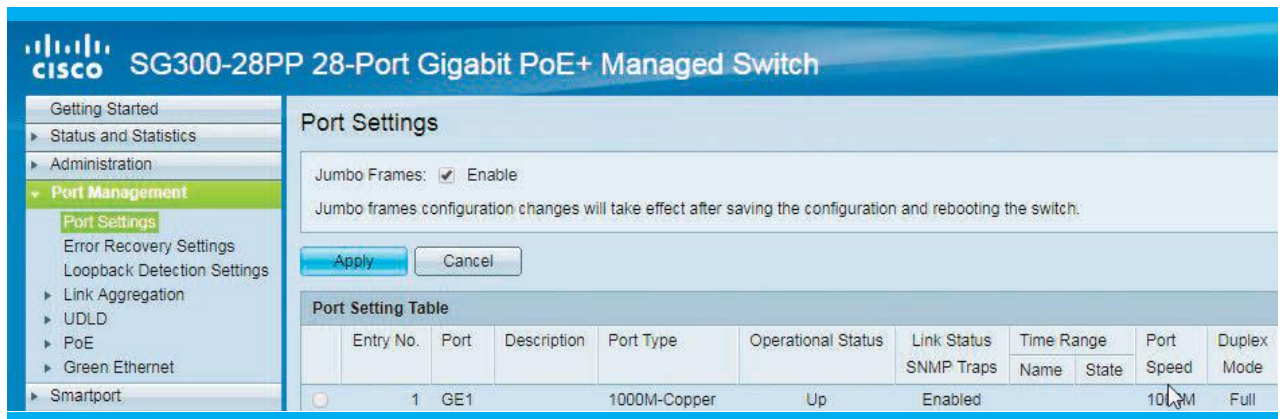 CISCO SG300-28PP 28-Port Gigabit PoE+ Managed Switch
Getting Started
Status and Statistics
Administration
Port Management
Port Settings
Error Recovery Settings
Loopback Detection Settings
Link Aggregation
UDLD
PoE
Green Ethernet
Smartport
Port Settings
Jumbo Frames: Enable
Jumbo frames configuration changes will take effect after saving the configuration and rebooting the switch.
Apply Cancel
Port Setting Table
Entry No. Port Description Port Type Operational Status Link Status SNMP Traps Time Range Name State Port Speed Duplex Mode
1 GE1 1000M-Copper Up Enabled Full